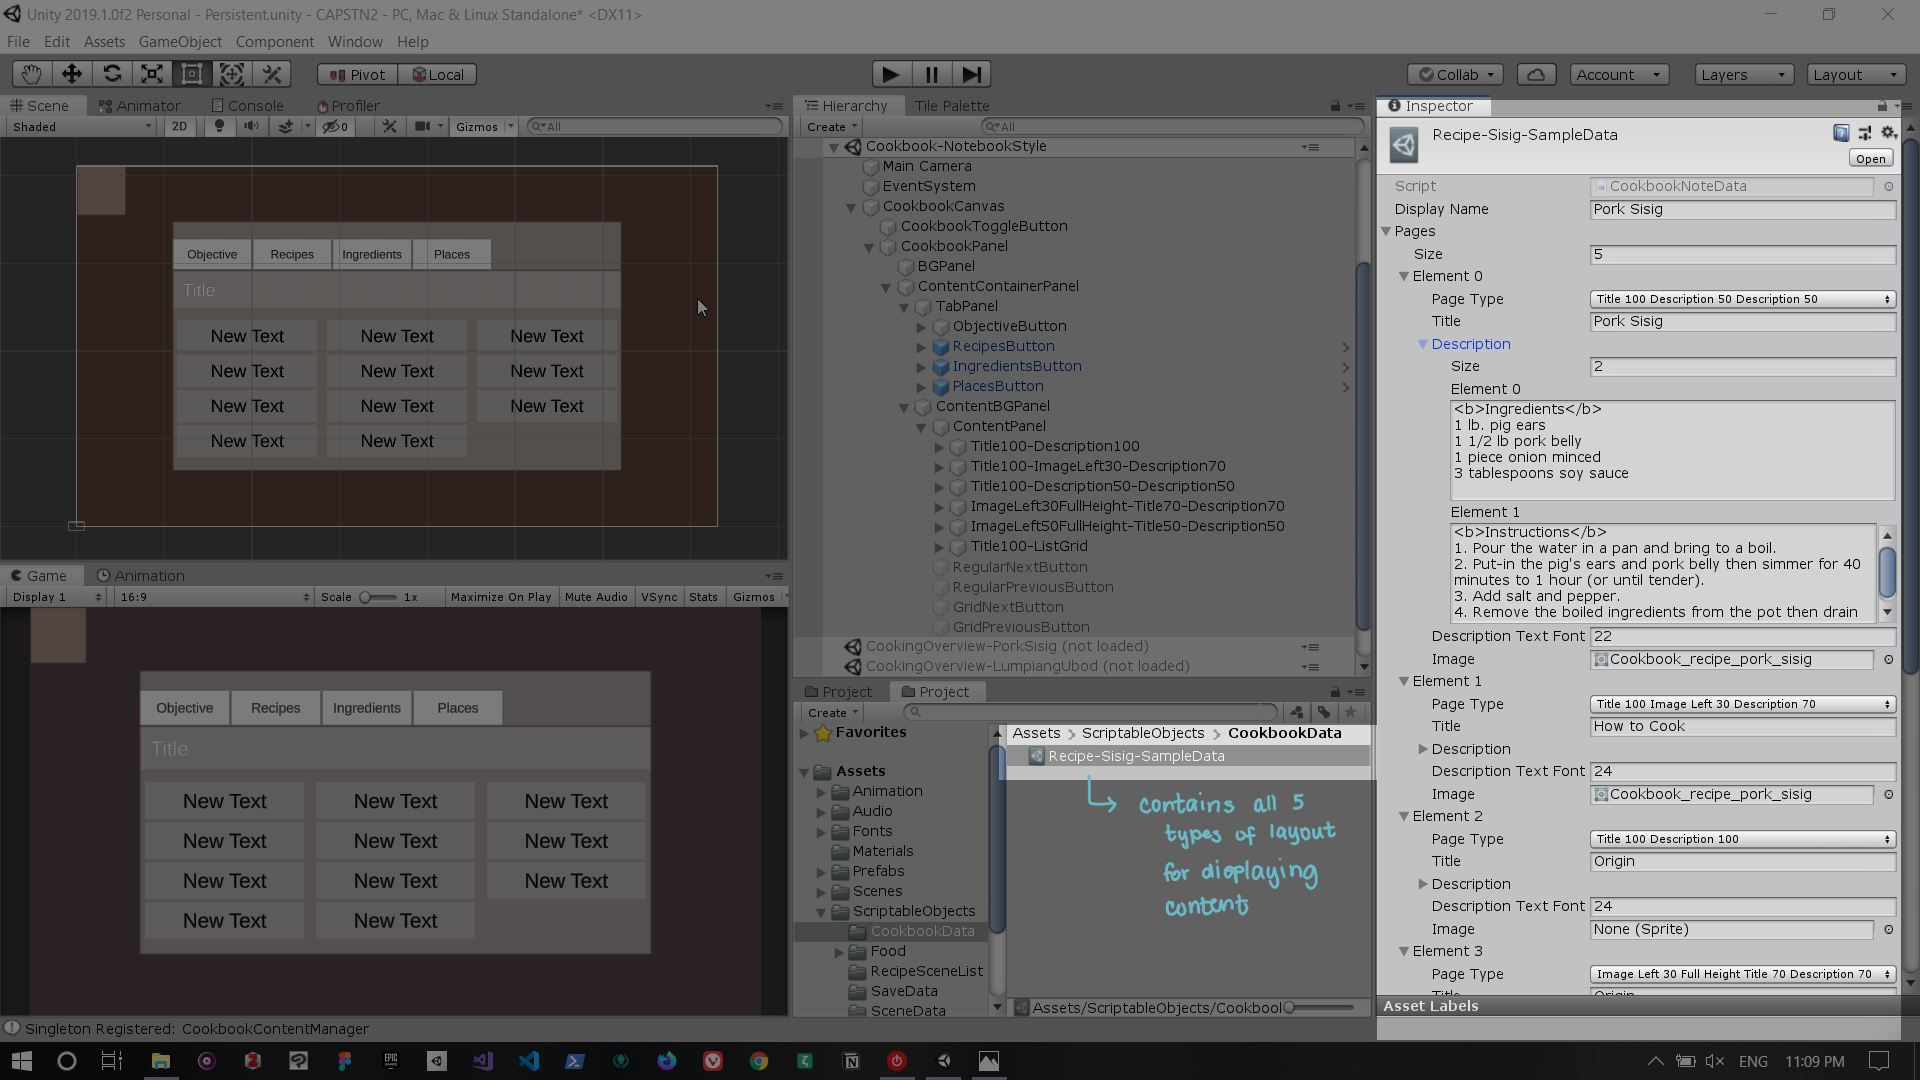 Unity 2019.1.0f2 Personal - Persistent.unity - CAPSTN2 - PC, Mac & Linux Standalone* <DX11>
File Edit Assets GameObject Component Window Help
Pivot Local
Collab Account Layers Layout
Scene Animator Console Profiler
Shaded 2D 0 Gizmos All
Objective Recipes Ingredients Places
Title
New Text New Text New Text
New Text New Text New Text
New Text New Text New Text
New Text New Text
Game Animation
Display 1 16:9 Scale 1x Maximize On Play Mute Audio VSync Stats Gizmos
Objective Recipes Ingredients Places
Title
New Text New Text New Text
New Text New Text New Text
New Text New Text New Text
New Text New Text
Hierarchy Tile Palette
Create All
Cookbook-NotebookStyle
Main Camera
EventSystem
CookbookCanvas
CookbookToggleButton
CookbookPanel
BGPanel
ContentContainerPanel
TabPanel
ObjectiveButton
RecipesButton
IngredientsButton
PlacesButton
ContentBGPanel
ContentPanel
Title100-Description100
Title100-ImageLeft30-Description70
Title100-Description50-Description50
ImageLeft30FullHeight-Title70-Description70
ImageLeft50FullHeight-Title50-Description50
Title100-ListGrid
RegularNextButton
RegularPreviousButton
GridNextButton
GridPreviousButton
CookingOverview-PorkSisig (not loaded)
CookingOverview-LumpiangUbod (not loaded)
Project Project
Create
Favorites
Assets
Animation
Audio
Fonts
Materials
Prefabs
Scenes
ScriptableObjects
CookbookData
Food
RecipeSceneList
SaveData
SceneData
Assets > ScriptableObjects > CookbookData
Recipe-Sisig-SampleData
contains all 5
types of layout
for displaying
content
Assets/ScriptableObjects/Cookbool
Inspector
Recipe-Sisig-SampleData
Open
Script CookbookNoteData
Display Name Pork Sisig
Pages
Size 5
Element 0
Page Type Title 100 Description 50 Description 50
Title Pork Sisig
Description
Size 2
Element 0
<b>Ingredients</b>
1 lb. pig ears
1 1/2 lb pork belly
1 piece onion minced
3 tablespoons soy sauce
Element 1
<b>Instructions</b>
1. Pour the water in a pan and bring to a boil.
2. Put-in the pig's ears and pork belly then simmer for 40
minutes to 1 hour (or until tender).
3. Add salt and pepper.
4. Remove the boiled ingredients from the pot then drain
Description Text Font 22
Image Cookbook_recipe_pork_sisig
Element 1
Page Type Title 100 Image Left 30 Description 70
Title How to Cook
Description
Description Text Font 24
Image Cookbook_recipe_pork_sisig
Element 2
Page Type Title 100 Description 100
Title Origin
Description
Description Text Font 24
Image None (Sprite)
Element 3
Page Type Image Left 30 Full Height Title 70 Description 70
Title Origin
Asset Labels
Singleton Registered: CookbookContentManager
EPIC
ENG 11:09 PM